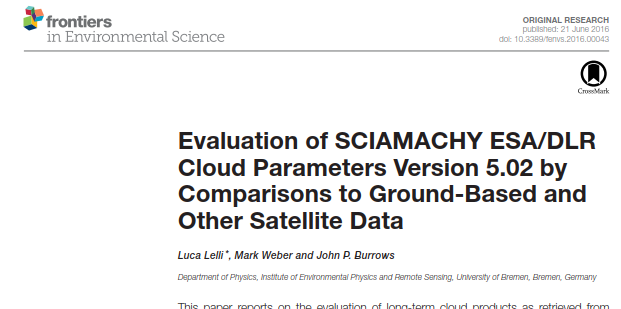 frontiers
in Environmental Science
ORIGINAL RESEARCH
published: 21 June 2016
doi: 10.3389/fenvs.2016.00043
CrossMark
Evaluation of SCIAMACHY ESA/DLR
Cloud Parameters Version 5.02 by
Comparisons to Ground-Based and
Other Satellite Data
Luca Lelli*, Mark Weber and John P. Burrows
Department of Physics, Institute of Environmental Physics and Remote Sensing, University of Bremen, Bremen, Germany
This paper reports on the evaluation of long-term cloud products as retrieved from